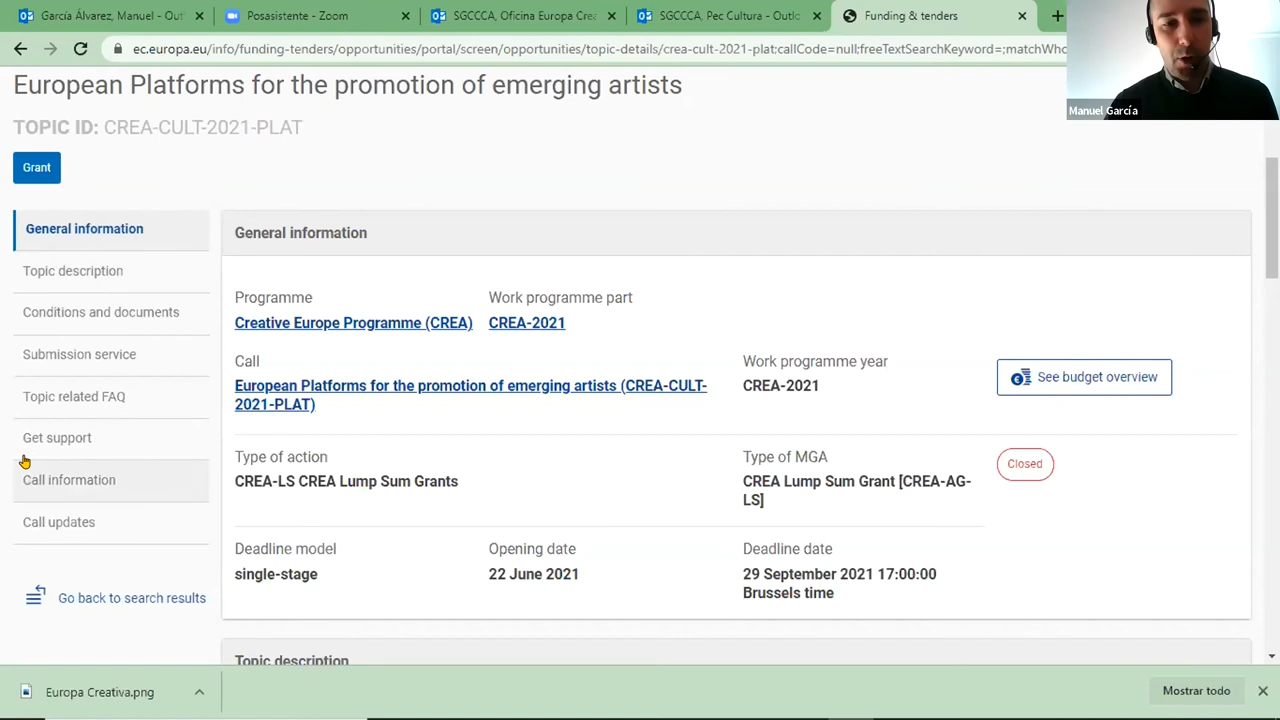 García Álvarez, Manuel - Out
Posasistente - Zoom
SGCCCA, Oficina Europa Crea
SGCCCA, Pec Cultura - Outlo
Funding & tenders
ec.europa.eu/info/funding-tenders/opportunities/portal/screen/opportunities/topic-details/crea-cult-2021-plat;callCode=null;freeTextSearchKeyword=;matchWho
Manuel García
European Platforms for the promotion of emerging artists
TOPIC ID: CREA-CULT-2021-PLAT
Grant
General information
Topic description
Conditions and documents
Submission service
Topic related FAQ
Get support
Call information
Call updates
Go back to search results
General information
Programme
Work programme part
Creative Europe Programme (CREA)
CREA-2021
Call
Work programme year
European Platforms for the promotion of emerging artists (CREA-CULT-
2021-PLAT)
CREA-2021
See budget overview
Type of action
Type of MGA
CREA-LS CREA Lump Sum Grants
CREA Lump Sum Grant [CREA-AG-
LS]
Closed
Deadline model
Opening date
Deadline date
single-stage
22 June 2021
29 September 2021 17:00:00
Brussels time
Topic description
Europa Creativa.png
Mostrar todo